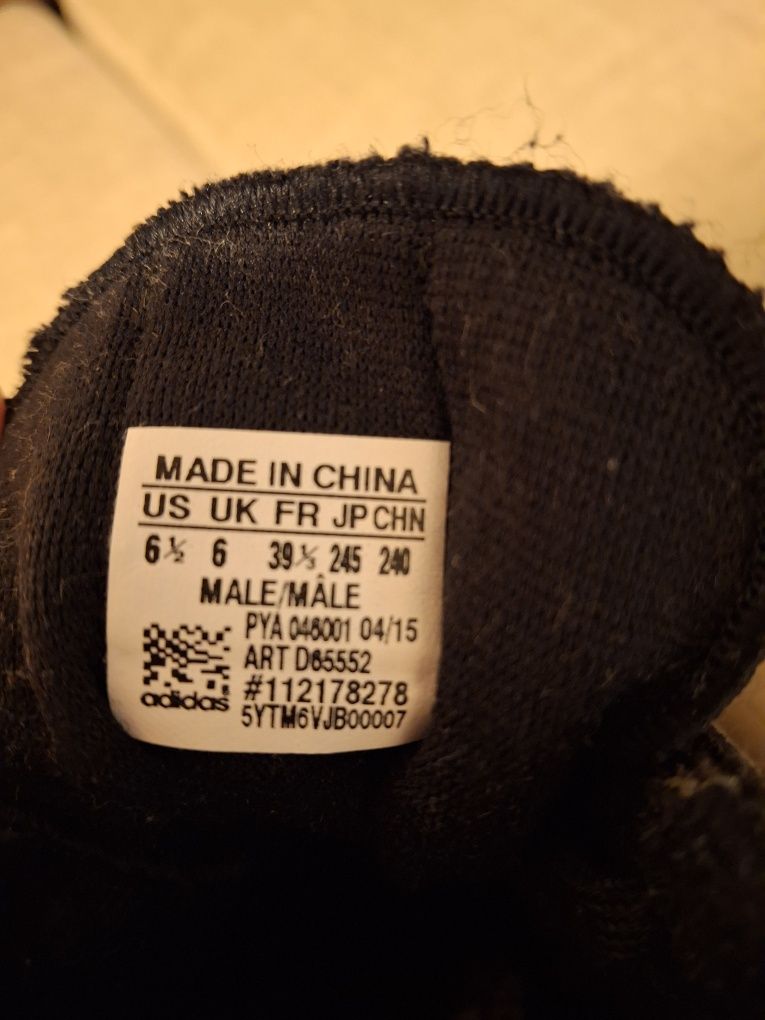 MADE IN CHINA
US UK FR JP CHN
6½ 6 39⅓ 245 240
MALE/MÂLE
PYA 046001 04/15
ART D65552
#112178278
adidas
5YTM6VJB00007